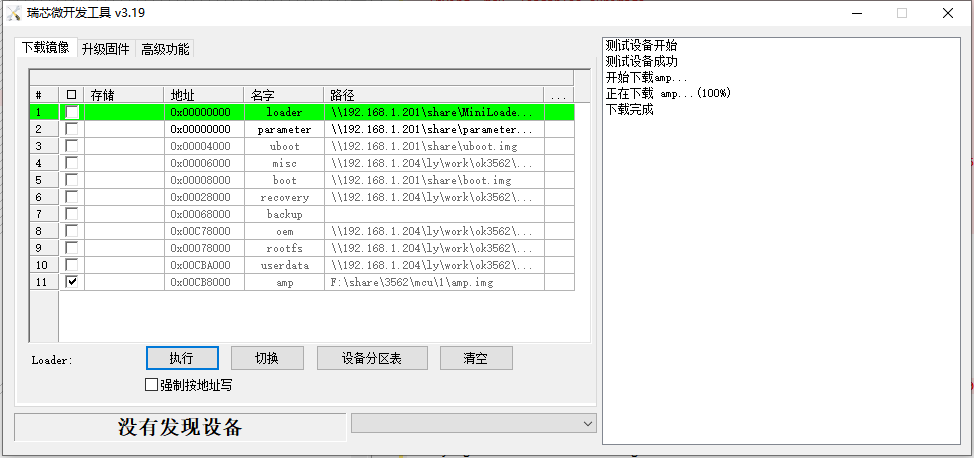 瑞芯微开发工具 v3.19
下载镜像 升级固件 高级功能
# 存储 地址 名字 路径 ...
1 0x00000000 loader \\192.168.1.201\share\MiniLoade...
2 0x00000000 parameter \\192.168.1.201\share\parameter...
3 0x00004000 uboot \\192.168.1.201\share\uboot.img
4 0x00006000 misc \\192.168.1.204\ly\work\ok3562\...
5 0x00008000 boot \\192.168.1.201\share\boot.img
6 0x00028000 recovery \\192.168.1.204\ly\work\ok3562\...
7 0x00068000 backup
8 0x00C78000 oem \\192.168.1.204\ly\work\ok3562\...
9 0x00078000 rootfs \\192.168.1.204\ly\work\ok3562\...
10 0x00CBA000 userdata \\192.168.1.204\ly\work\ok3562\...
11 0x00CB8000 amp F:\share\3562\mcu\1\amp.img
Loader: 执行 切换 设备分区表 清空
强制按地址写
没有发现设备
测试设备开始
测试设备成功
开始下载amp...
正在下载 amp...(100%)
下载完成